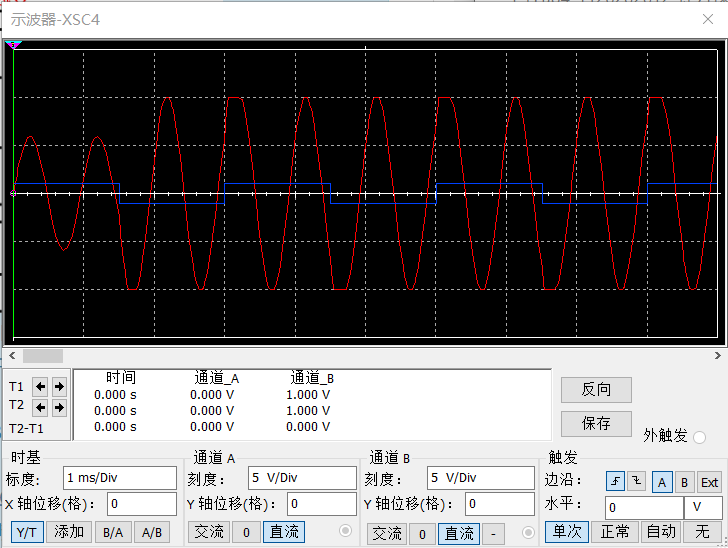 示波器-XSC4
时间 通道_A 通道_B
T1 0.000 s 0.000 V 1.000 V
T2 0.000 s 0.000 V 1.000 V
T2-T1 0.000 s 0.000 V 0.000 V
反向
保存
外触发
时基
标度: 1 ms/Div
X 轴位移(格): 0
Y/T 添加 B/A A/B
通道 A
刻度: 5 V/Div
Y 轴位移(格): 0
交流 0 直流
通道 B
刻度: 5 V/Div
Y 轴位移(格): 0
交流 0 直流 -
触发
边沿: A B Ext
水平: 0 V
单次 正常 自动 无